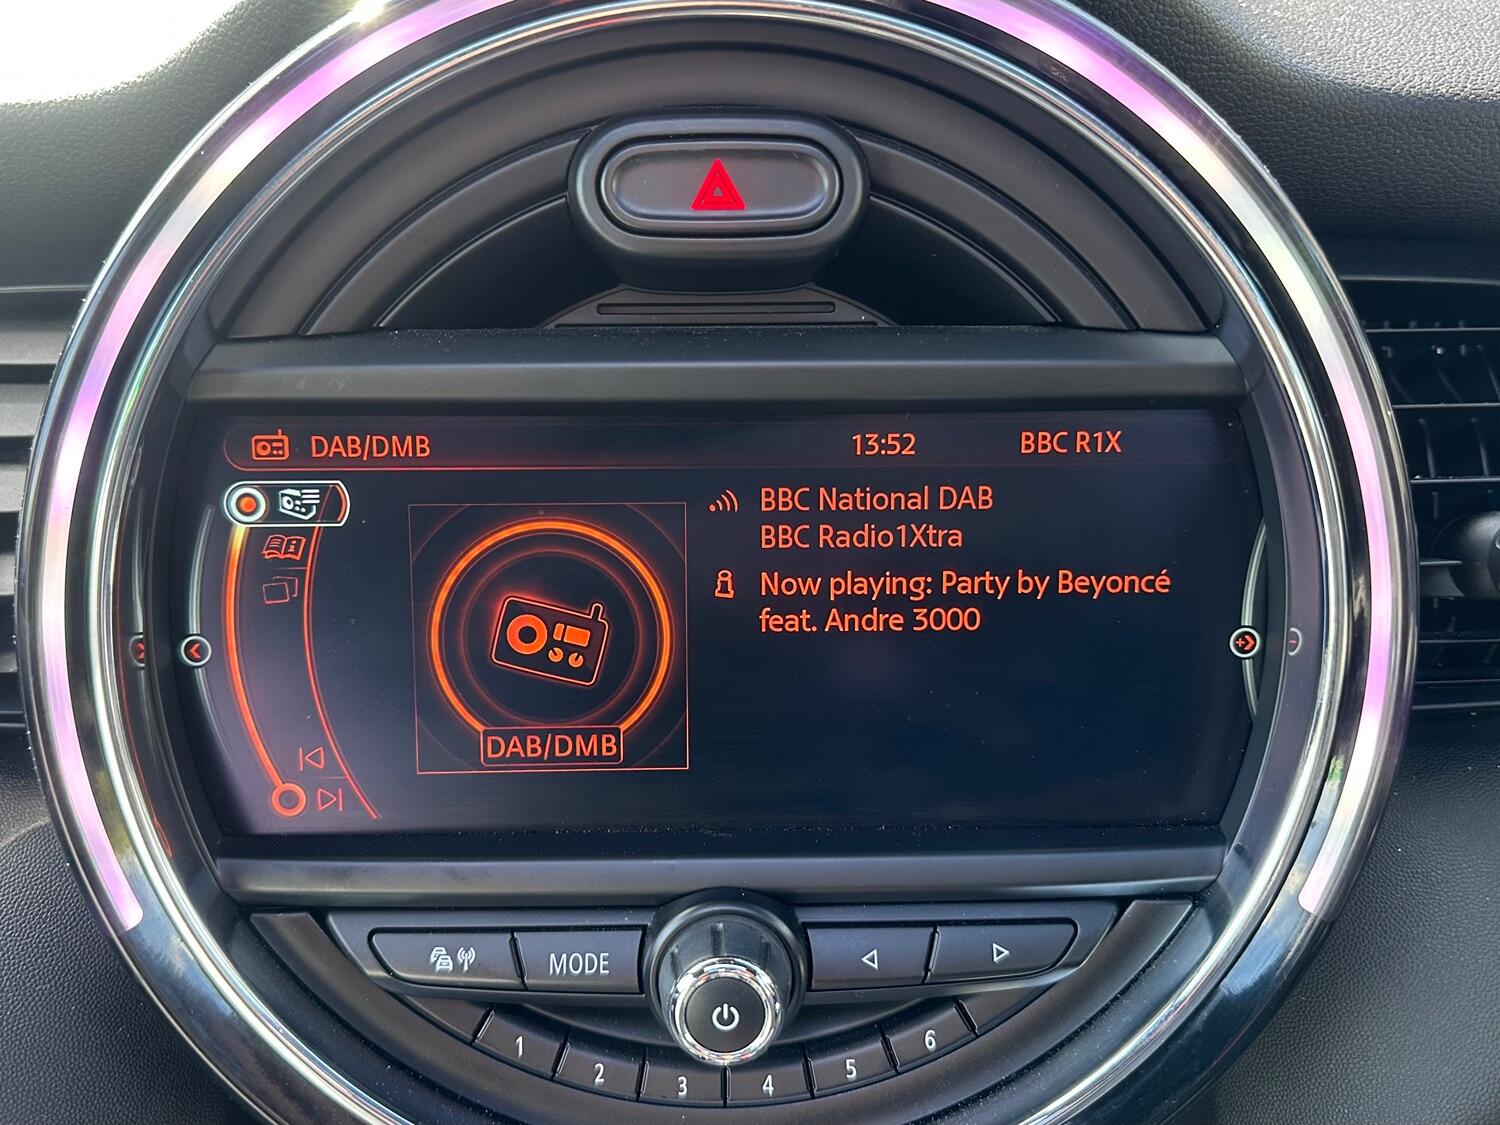 DAB/DMB 13:52 BBC R1X
BBC National DAB
BBC Radio1Xtra
Now playing: Party by Beyoncé
feat. Andre 3000
DAB/DMB
MODE
1 2 3 4 5 6